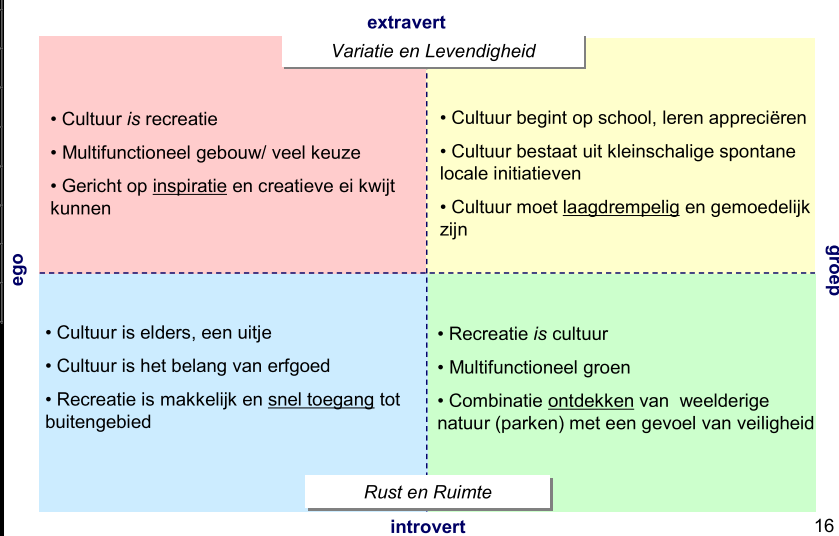 extravert
Variatie en Levendigheid
• Cultuur is recreatie
• Multifunctioneel gebouw/ veel keuze
• Gericht op inspiratie en creatieve ei kwijt
kunnen
• Cultuur begint op school, leren appreciëren
• Cultuur bestaat uit kleinschalige spontane
locale initiatieven
• Cultuur moet laagdrempelig en gemoedelijk
zijn
ego
groep
• Cultuur is elders, een uitje
• Cultuur is het belang van erfgoed
• Recreatie is makkelijk en snel toegang tot
buitengebied
• Recreatie is cultuur
• Multifunctioneel groen
• Combinatie ontdekken van weelderige
natuur (parken) met een gevoel van veiligheid
Rust en Ruimte
introvert
16